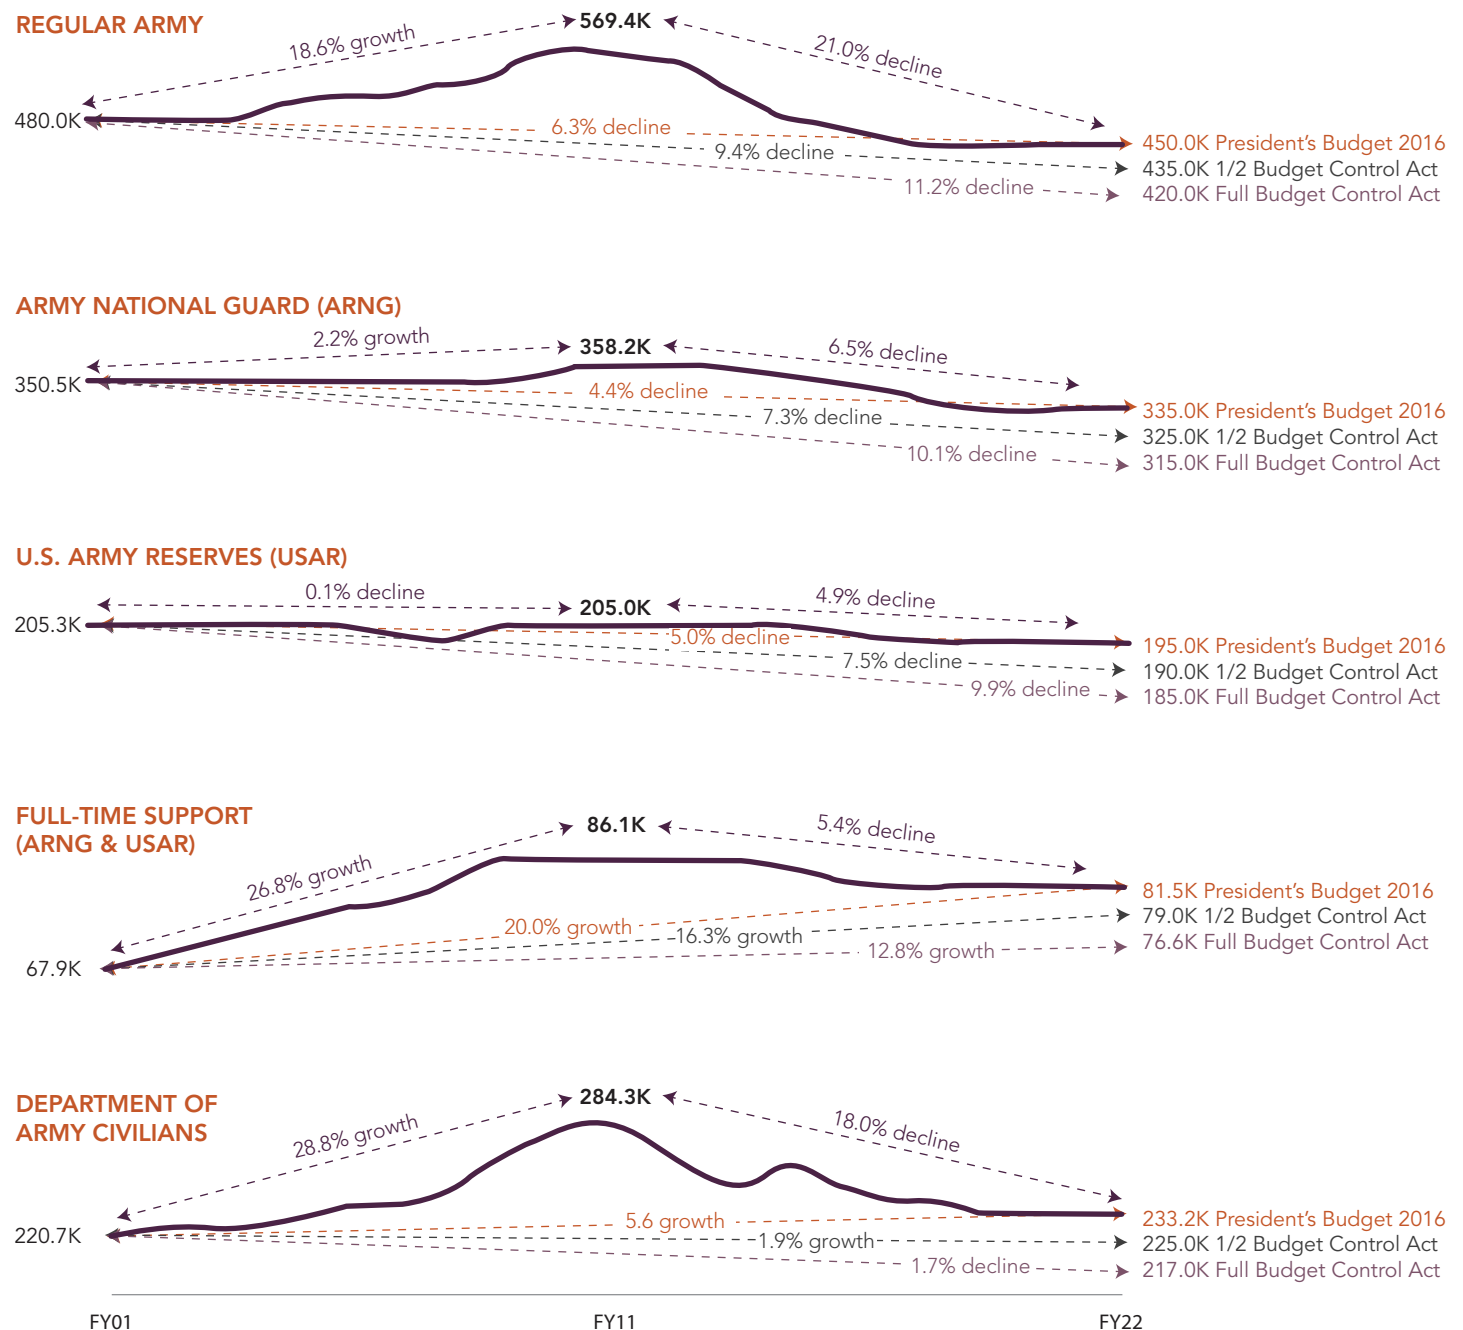 REGULAR ARMY
569.4K
18.6% growth
21.0% decline
480.0K
6.3% decline
9.4% decline
11.2% decline
450.0K President’s Budget 2016
435.0K 1/2 Budget Control Act
420.0K Full Budget Control Act
ARMY NATIONAL GUARD (ARNG)
2.2% growth
358.2K
6.5% decline
350.5K
4.4% decline
7.3% decline
10.1% decline
335.0K President’s Budget 2016
325.0K 1/2 Budget Control Act
315.0K Full Budget Control Act
U.S. ARMY RESERVES (USAR)
0.1% decline
205.0K
4.9% decline
205.3K
5.0% decline
7.5% decline
9.9% decline
195.0K President’s Budget 2016
190.0K 1/2 Budget Control Act
185.0K Full Budget Control Act
FULL-TIME SUPPORT
(ARNG & USAR)
86.1K
5.4% decline
26.8% growth
67.9K
20.0% growth
16.3% growth
12.8% growth
81.5K President’s Budget 2016
79.0K 1/2 Budget Control Act
76.6K Full Budget Control Act
DEPARTMENT OF
ARMY CIVILIANS
284.3K
28.8% growth
18.0% decline
220.7K
5.6 growth
1.9% growth
1.7% decline
233.2K President’s Budget 2016
225.0K 1/2 Budget Control Act
217.0K Full Budget Control Act
FY01
FY11
FY22